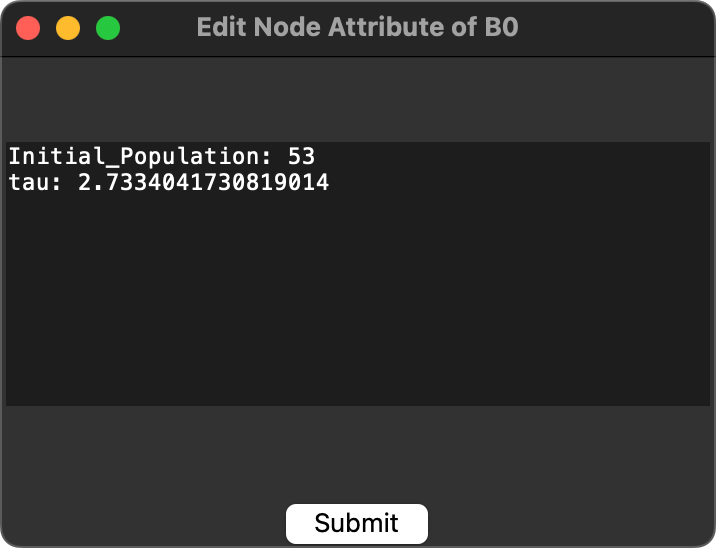 Edit Node Attribute of B0
Initial_Population: 53
tau: 2.7334041730819014
Submit